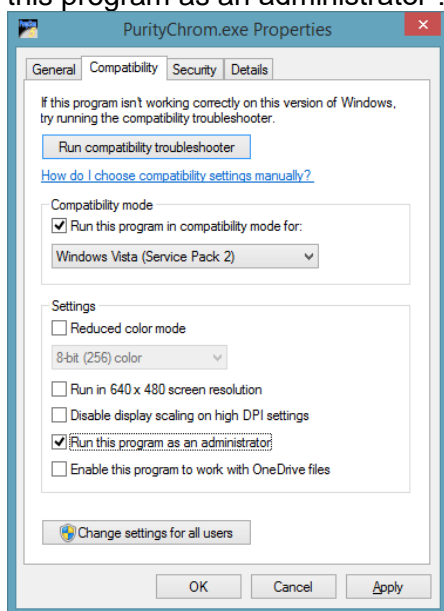 this program as an administrator".
PurityChrom.exe Properties
General Compatibility Security Details
If this program isn't working correctly on this version of Windows,
try running the compatibility troubleshooter.
Run compatibility troubleshooter
How do I choose compatibility settings manually?
Compatibility mode
Run this program in compatibility mode for:
Windows Vista (Service Pack 2)
Settings
Reduced color mode
8-bit (256) color
Run in 640 x 480 screen resolution
Disable display scaling on high DPI settings
Run this program as an administrator
Enable this program to work with OneDrive files
Change settings for all users
OK Cancel Apply